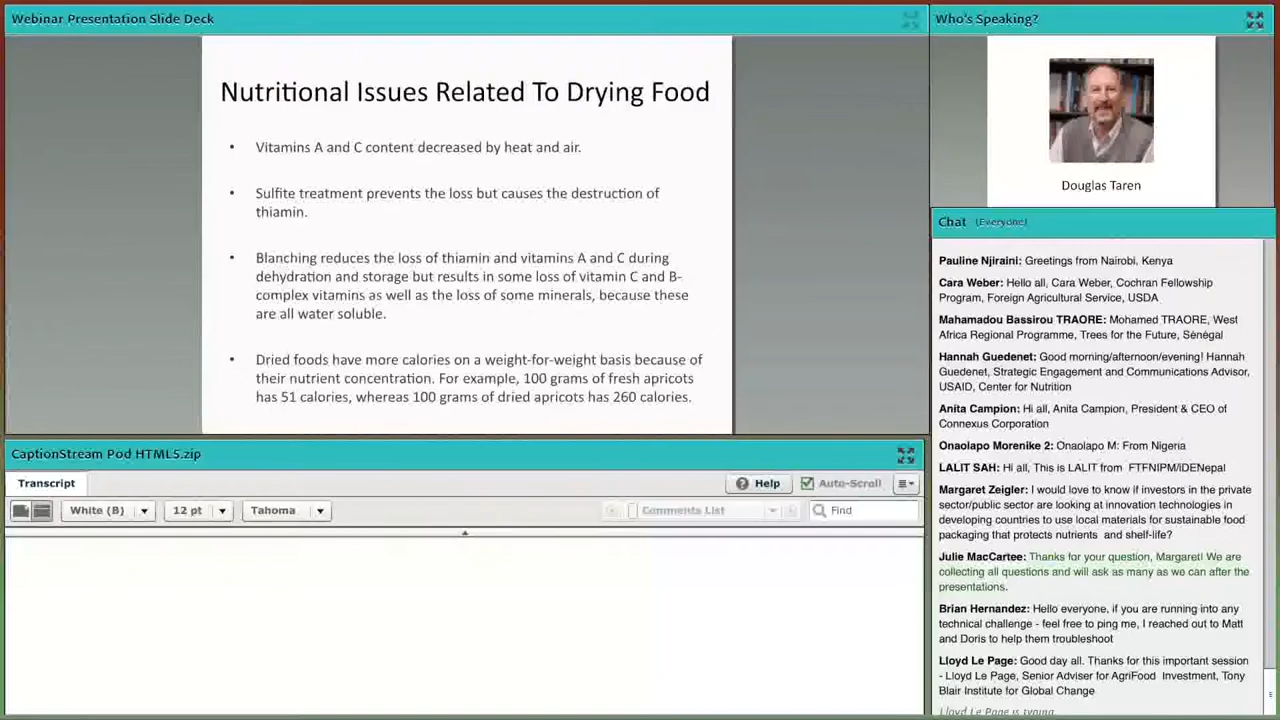 Webinar Presentation Slide Deck
Nutritional Issues Related To Drying Food
• Vitamins A and C content decreased by heat and air.
• Sulfite treatment prevents the loss but causes the destruction of
thiamin.
• Blanching reduces the loss of thiamin and vitamins A and C during
dehydration and storage but results in some loss of vitamin C and B-
complex vitamins as well as the loss of some minerals, because these
are all water soluble.
• Dried foods have more calories on a weight-for-weight basis because of
their nutrient concentration. For example, 100 grams of fresh apricots
has 51 calories, whereas 100 grams of dried apricots has 260 calories.
CaptionStream Pod HTML5.zip
Transcript
Help
Auto-Scroll
White (B)
12 pt
Tahoma
Comments List
Find
Who's Speaking?
Douglas Taren
Chat (Everyone)
Pauline Njiraini: Greetings from Nairobi, Kenya
Cara Weber: Hello all, Cara Weber, Cochran Fellowship
Program, Foreign Agricultural Service, USDA
Mahamadou Bassirou TRAORE: Mohamed TRAORE, West
Africa Regional Programme, Trees for the Future, Sénégal
Hannah Guedenet: Good morning/afternoon/evening! Hannah
Guedenet, Strategic Engagement and Communications Advisor,
USAID, Center for Nutrition
Anita Campion: Hi all, Anita Campion, President & CEO of
Connexus Corporation
Onaolapo Morenike 2: Onaolapo M: From Nigeria
LALIT SAH: Hi all, This is LALIT from FTFNIPM/iDENepal
Margaret Zeigler: I would love to know if investors in the private
sector/public sector are looking at innovation technologies in
developing countries to use local materials for sustainable food
packaging that protects nutrients and shelf-life?
Julie MacCartee: Thanks for your question, Margaret! We are
collecting all questions and will ask as many as we can after the
presentations.
Brian Hernandez: Hello everyone, if you are running into any
technical challenge - feel free to ping me, I reached out to Matt
and Doris to help them troubleshoot
Lloyd Le Page: Good day all. Thanks for this important session
- Lloyd Le Page, Senior Adviser for AgriFood Investment, Tony
Blair Institute for Global Change
Lloyd Le Page is typing